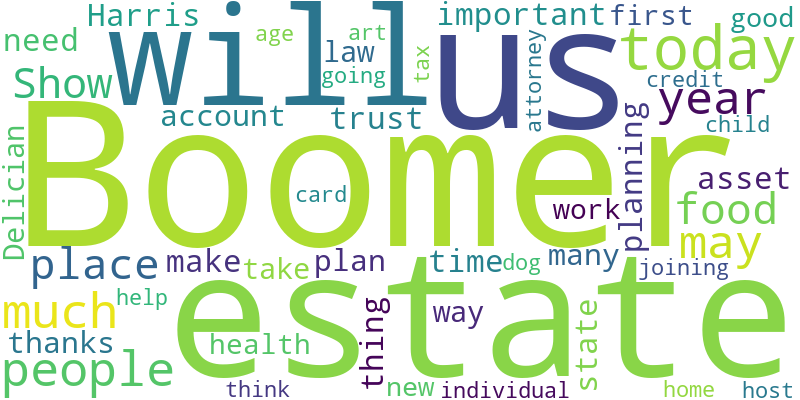 Harris
Will
age
art
law
going
tax
us
attorney
important
first
good
need
today
Show
credit
year
account
trust
child
Boomer
Delician
card
planning
asset
work
food
may
place
make
take
plan
time
dog
many
joining
estate
much
help
way
thing
state
thanks
health
people
think
new
individual
home
host